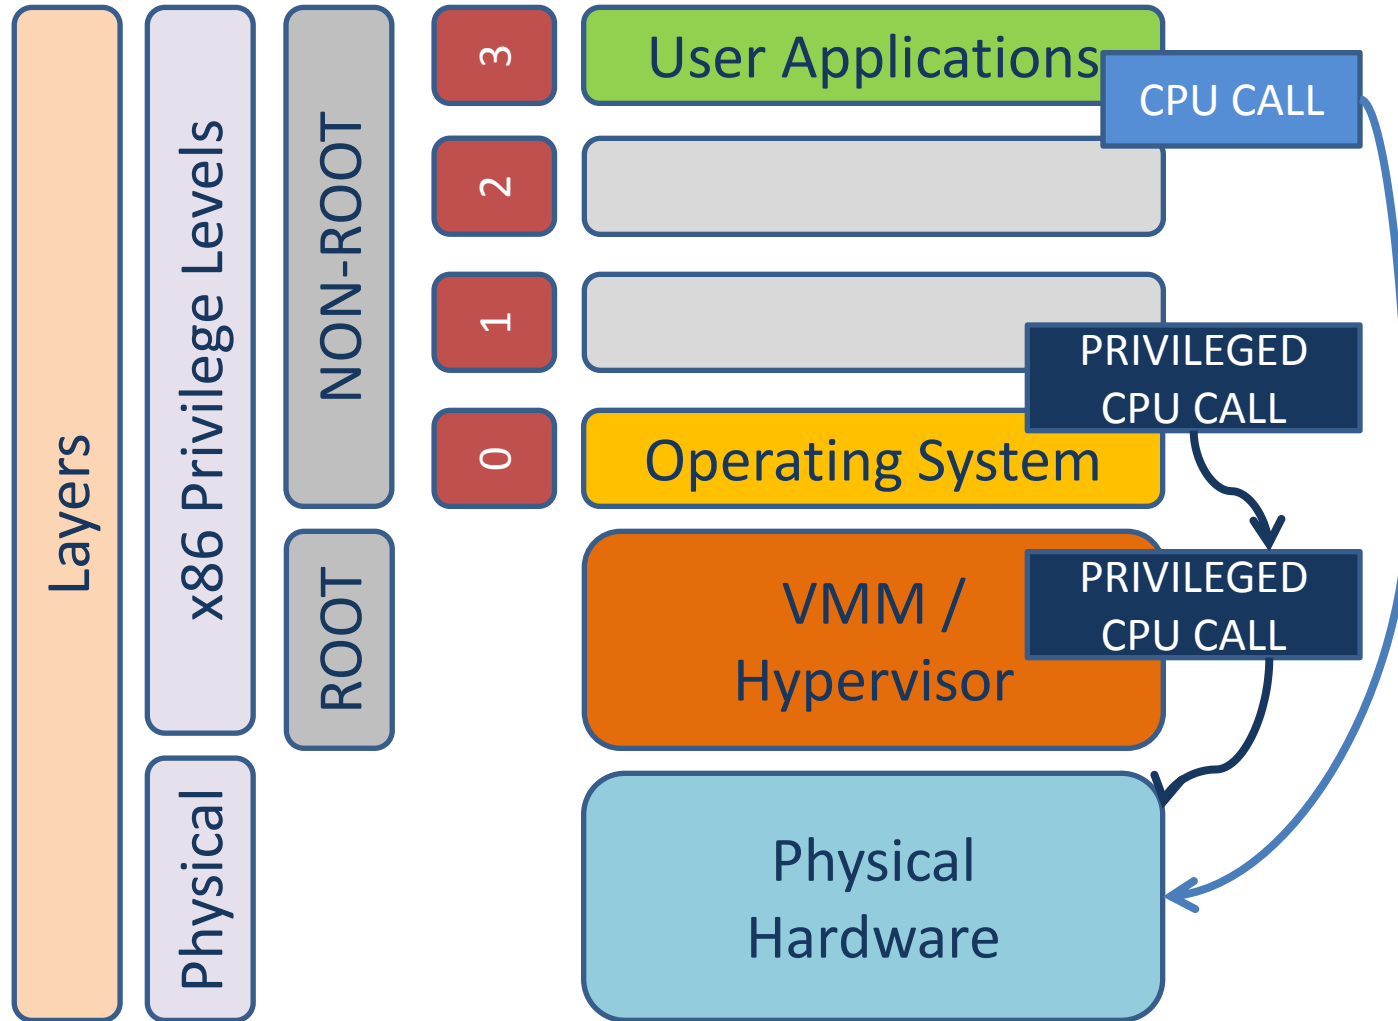 Layers
x86 Privilege Levels
Physical
NON-ROOT
ROOT
3
User Applications
CPU CALL
2
1
PRIVILEGED
CPU CALL
0
Operating System
VMM /
Hypervisor
PRIVILEGED
CPU CALL
Physical
Hardware